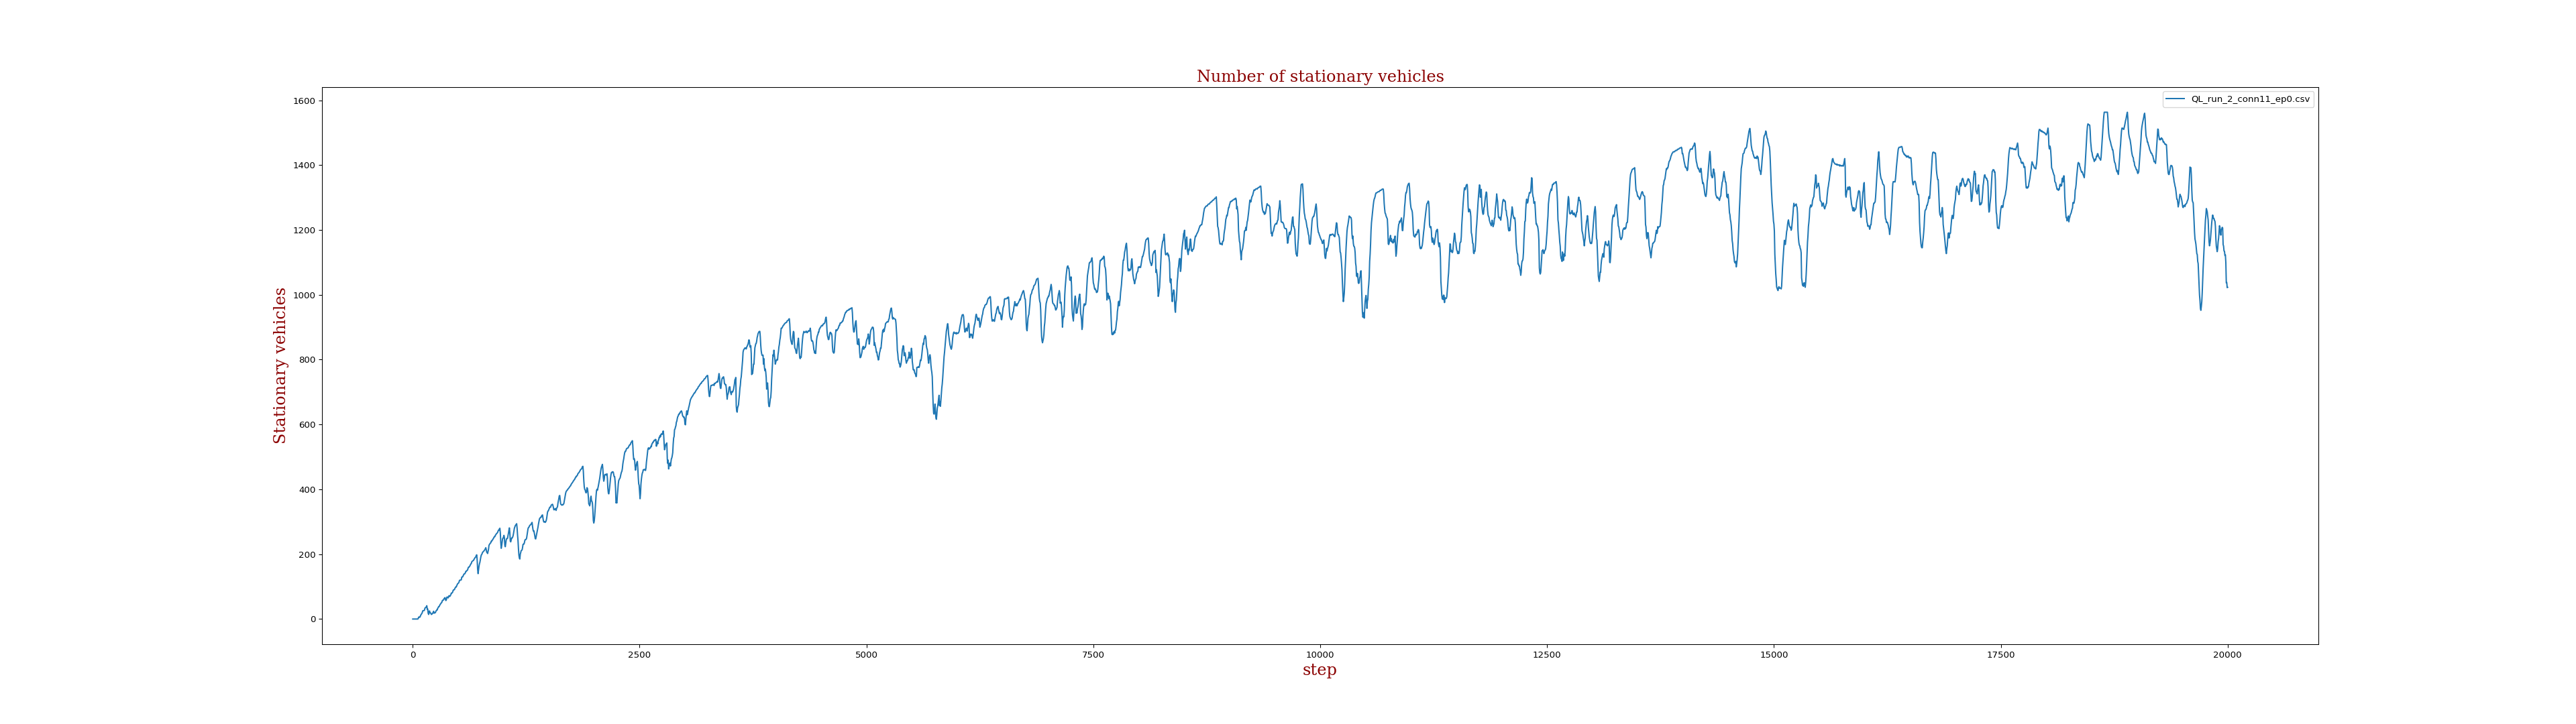 Number of stationary vehicles
QL_run_2_conn11_ep0.csv
Stationary vehicles
1600
1400
1200
1000
800
600
400
200
0
0 2500 5000 7500 10000 12500 15000 17500 20000
step